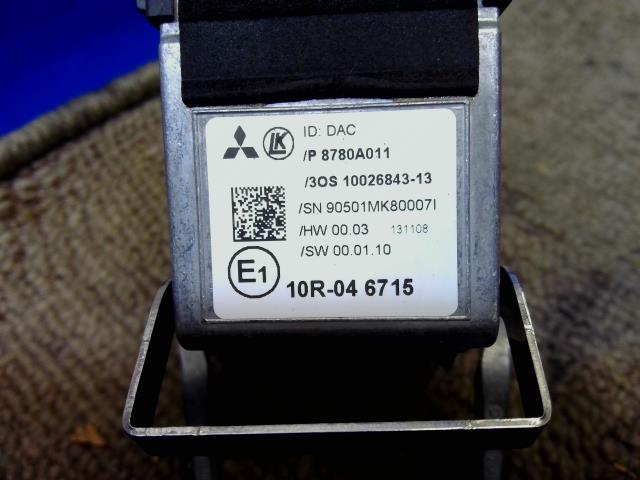 LK
ID: DAC
/P 8780A011
/3OS 10026843-13
/SN 90501MK80007I
/HW 00.03 131108
/SW 00.01.10
E1
10R-04 6715